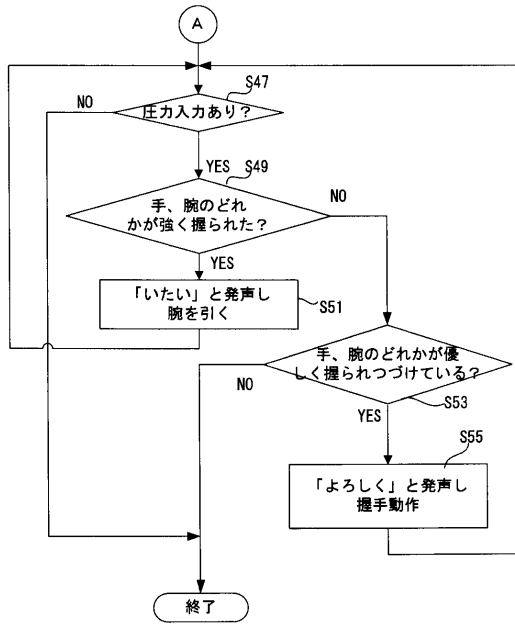 A
S47
NO
圧力入力あり？
YES
S49
NO
手、腕のどれ
かが強く握られた？
YES
「いたい」と発声し
腕を引く
S51
手、腕のどれかが優
しく握られつづけている？
NO
S53
YES
S55
「よろしく」と発声し
握手動作
終了